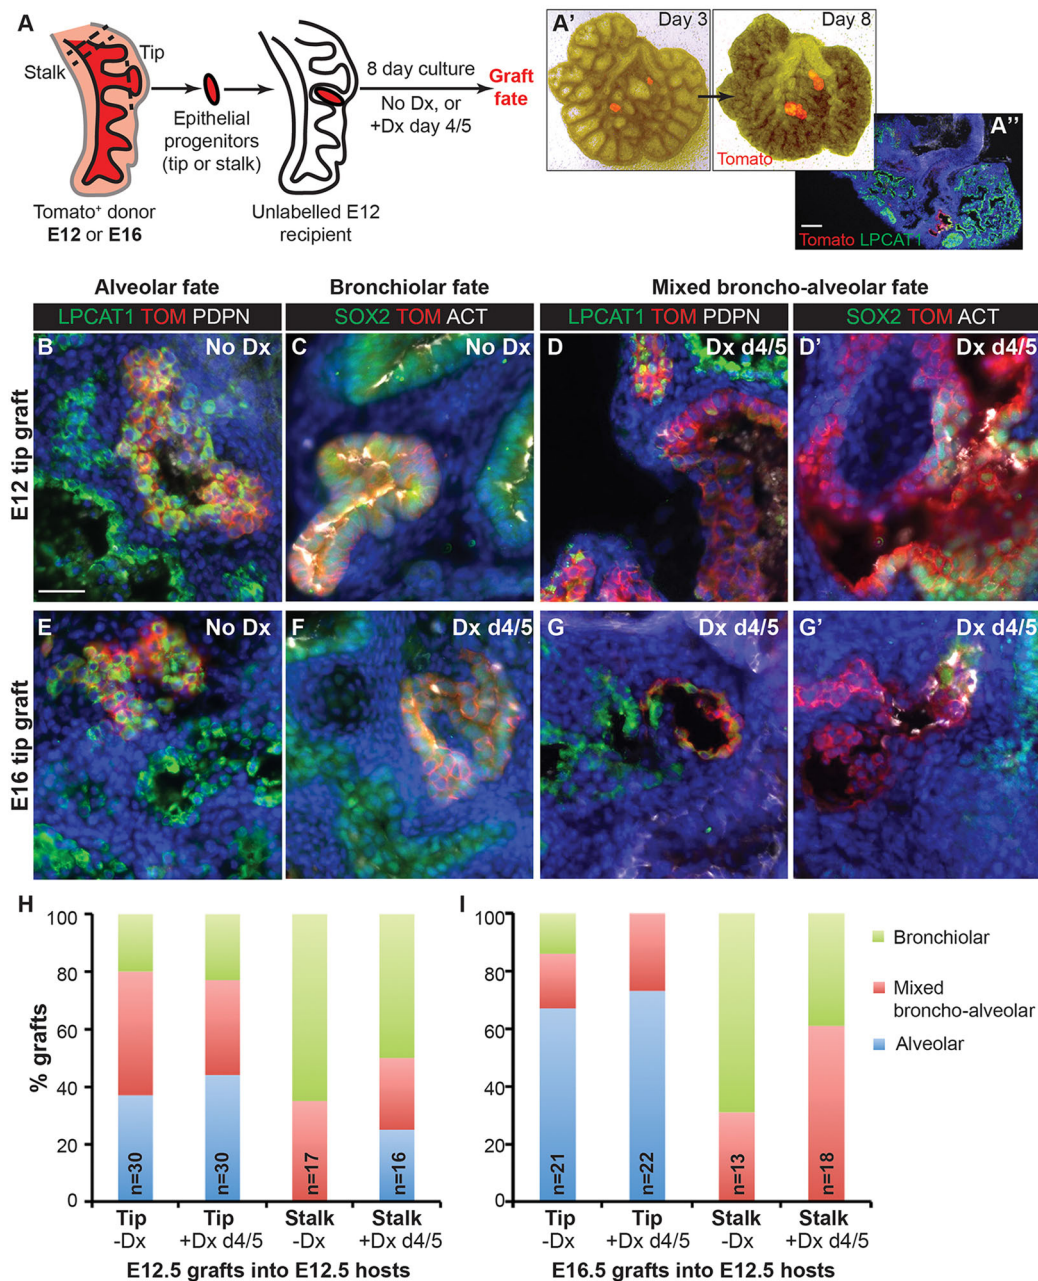 A
Tip
Stalk
Epithelial
progenitors
(tip or stalk)
Tomato⁺ donor
E12 or E16
Unlabelled E12
recipient
8 day culture
No Dx, or
+Dx day 4/5
Graft
fate
A'
Day 3
Day 8
Tomato
A''
Tomato LPCAT1
Alveolar fate
Bronchiolar fate
Mixed broncho-alveolar fate
LPCAT1 TOM PDPN
SOX2 TOM ACT
LPCAT1 TOM PDPN
SOX2 TOM ACT
E12 tip graft
B
No Dx
C
No Dx
D
Dx d4/5
D'
Dx d4/5
E16 tip graft
E
No Dx
F
Dx d4/5
G
Dx d4/5
G'
Dx d4/5
H
% grafts
100
80
60
40
20
0
n=30
n=30
n=17
n=16
Tip
-Dx
Tip
+Dx d4/5
Stalk
-Dx
Stalk
+Dx d4/5
E12.5 grafts into E12.5 hosts
I
100
80
60
40
20
0
n=21
n=22
n=13
n=18
Tip
-Dx
Tip
+Dx d4/5
Stalk
-Dx
Stalk
+Dx d4/5
E16.5 grafts into E12.5 hosts
Bronchiolar
Mixed
broncho-alveolar
Alveolar